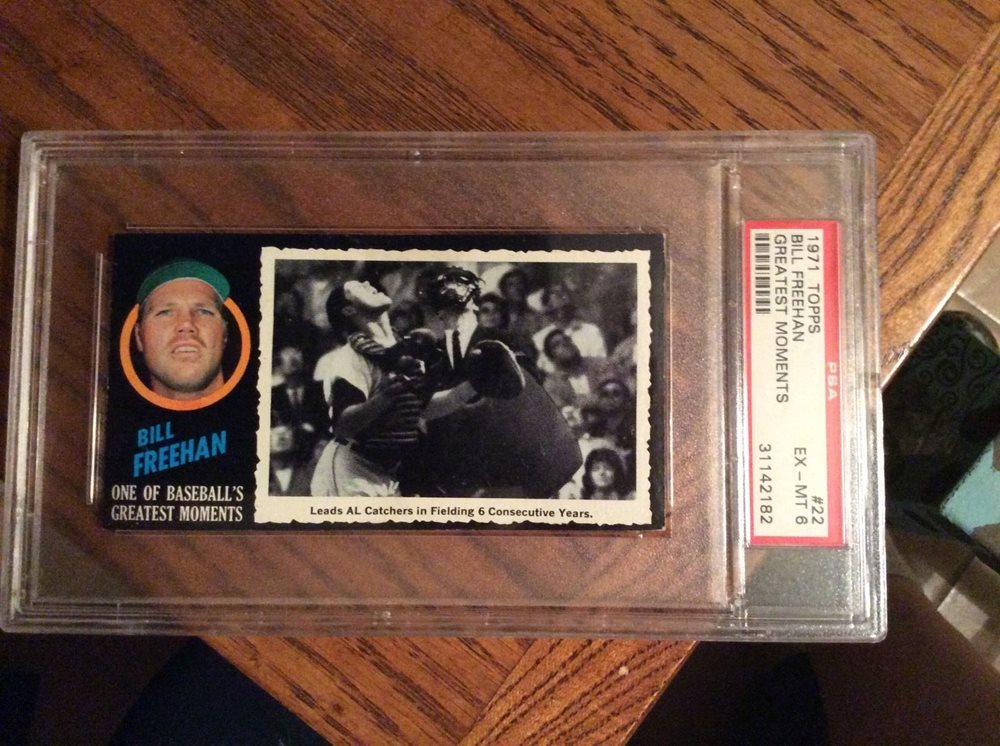 BILL
FREEHAN
ONE OF BASEBALL'S
GREATEST MOMENTS
Leads AL Catchers in Fielding 6 Consecutive Years.
1971 TOPPS #22
BILL FREEHAN EX-MT 6
GREATEST MOMENTS 31142182
PSA